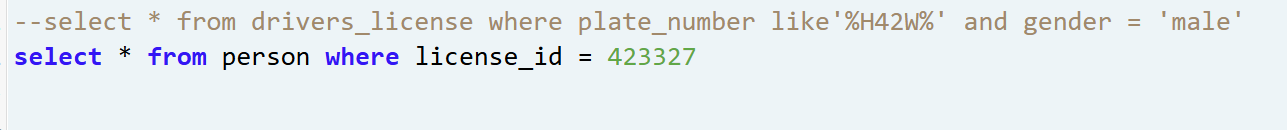 --select * from drivers_license where plate_number like'%H42W%' and gender = 'male'
select * from person where license_id = 423327